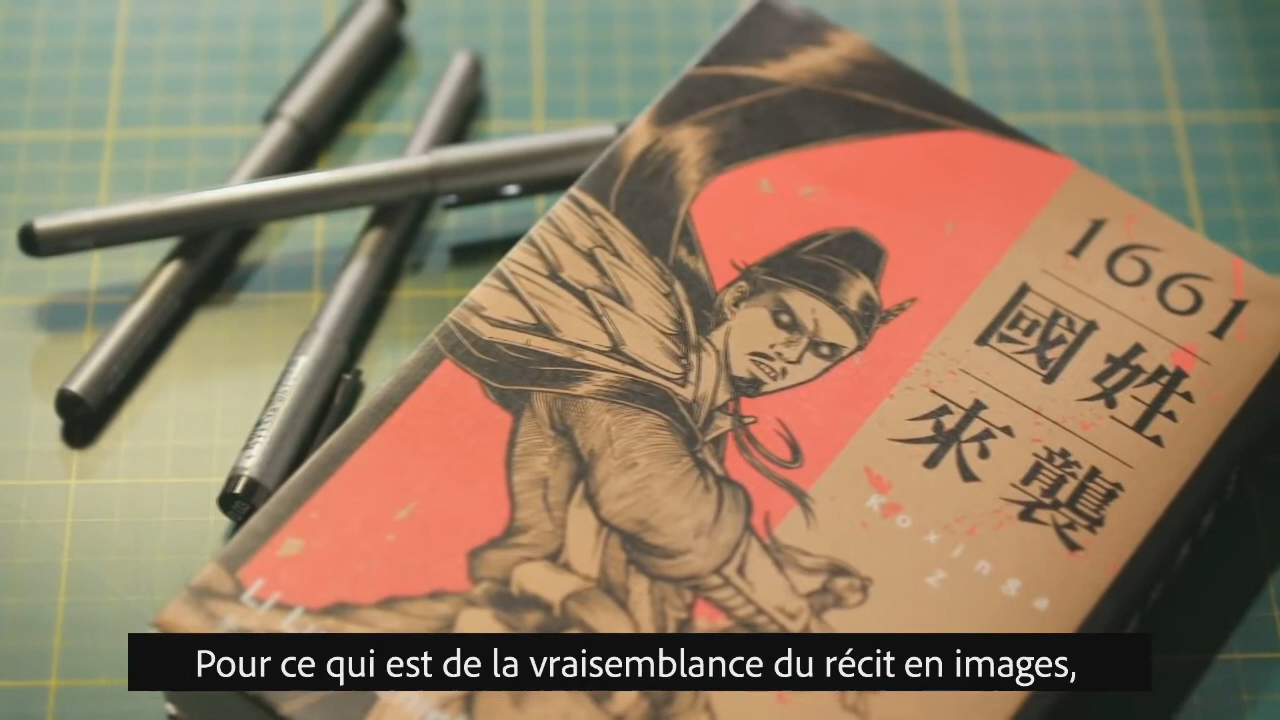 1661
國姓
來襲
Koxinga
Z
Pour ce qui est de la vraisemblance du récit en images,